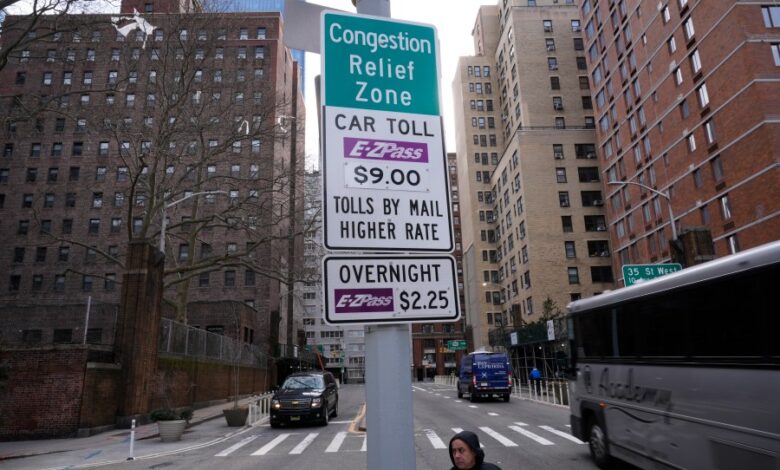 Congestion
Relief
Zone
CAR TOLL
E-ZPass
$9.00
TOLLS BY MAIL
HIGHER RATE
OVERNIGHT
E-ZPass $2.25
35 St West
Academy